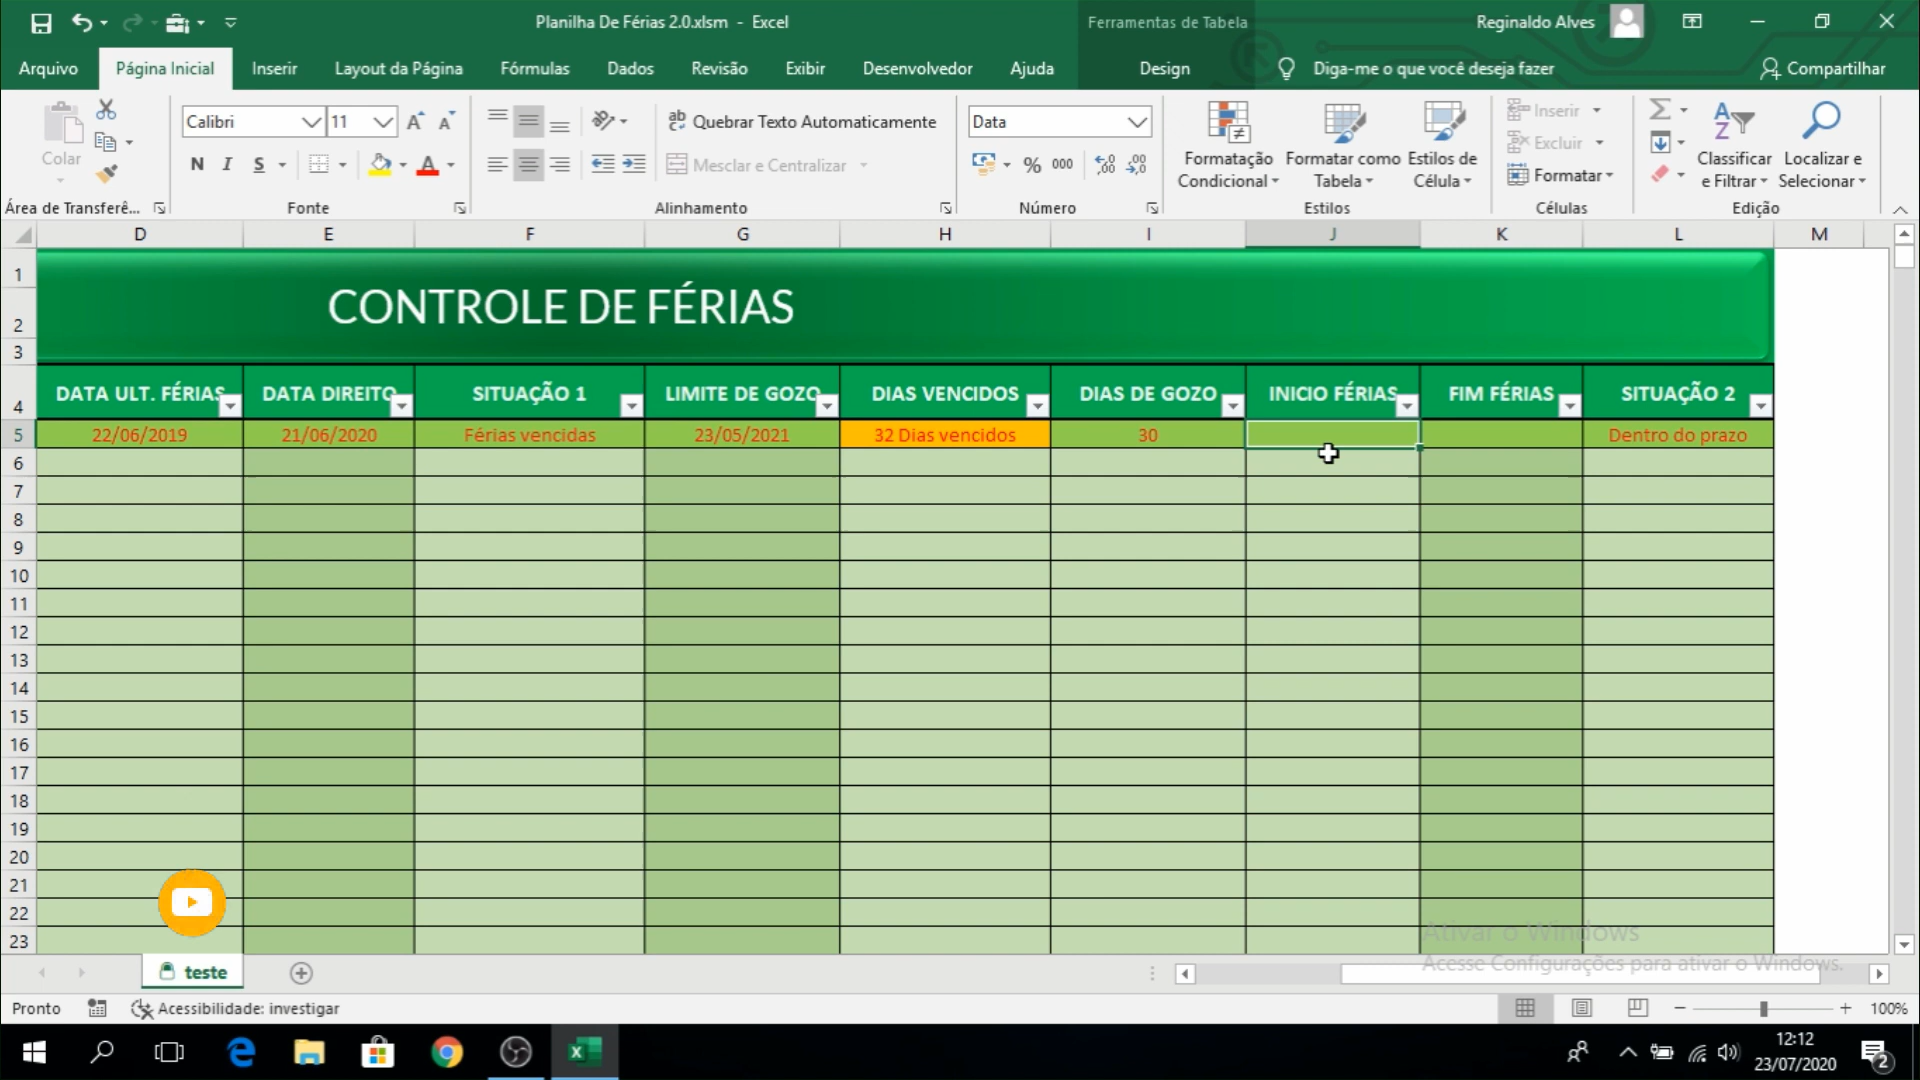 Planilha De Férias 2.0.xlsm - Excel
Ferramentas de Tabela
Reginaldo Alves
Arquivo Página Inicial Inserir Layout da Página Fórmulas Dados Revisão Exibir Desenvolvedor Ajuda Design Diga-me o que você deseja fazer Compartilhar
Colar
Área de Transferê...
Calibri 11
N I S A
Fonte
Quebrar Texto Automaticamente
Mesclar e Centralizar
Alinhamento
Data
% 000
Número
Formatação Condicional
Formatar como Tabela
Estilos de Célula
Estilos
Inserir
Excluir
Formatar
Células
Classificar e Filtrar
Localizar e Selecionar
Edição
D E F G H I J K L M
1
2
3
CONTROLE DE FÉRIAS
4 DATA ULT. FÉRIAS DATA DIREITO SITUAÇÃO 1 LIMITE DE GOZO DIAS VENCIDOS DIAS DE GOZO INICIO FÉRIAS FIM FÉRIAS SITUAÇÃO 2
5 22/06/2019 21/06/2020 Férias vencidas 23/05/2021 32 Dias vencidos 30 Dentro do prazo
6
7
8
9
10
11
12
13
14
15
16
17
18
19
20
21
22
23
Ativar o Windows
Acesse Configurações para ativar o Windows.
teste
Pronto Acessibilidade: investigar 100%
12:12
23/07/2020
2